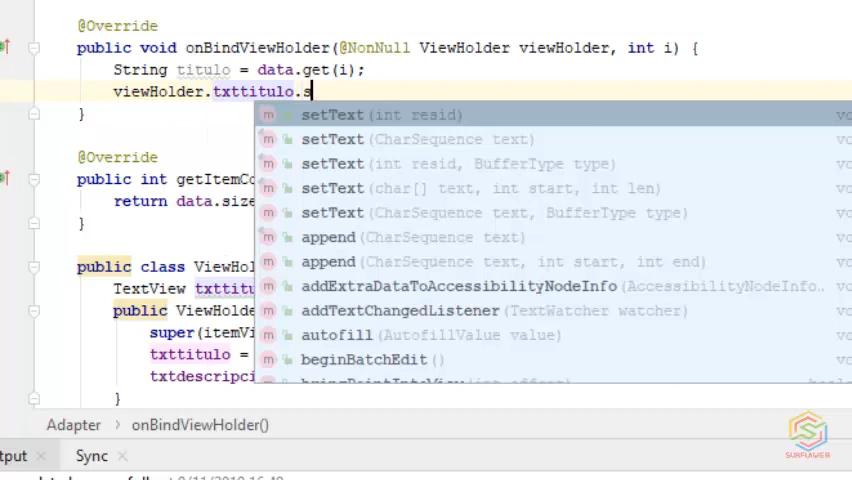 @Override
public void onBindViewHolder(@NonNull ViewHolder viewHolder, int i) {
String titulo = data.get(i);
viewHolder.txttitulo.s
}
m setText(int resid)
m setText(CharSequence text)
m setText(int resid, BufferType type)
m setText(char[] text, int start, int len)
m setText(CharSequence text, BufferType type)
m append(CharSequence text)
m append(CharSequence text, int start, int end)
m addExtraDataToAccessibilityNodeInfo(AccessibilityNodeInfo...
m addTextChangedListener(TextWatcher watcher)
m autofill(AutofillValue value)
m beginBatchEdit()
@Override
public int getItemCo
return data.size
}
public class ViewHol
TextView txttitu
public ViewHolde
super(itemVi
txttitulo =
txtdescripci
}
Adapter > onBindViewHolder()
tput × Sync ×
SURFLAWEB